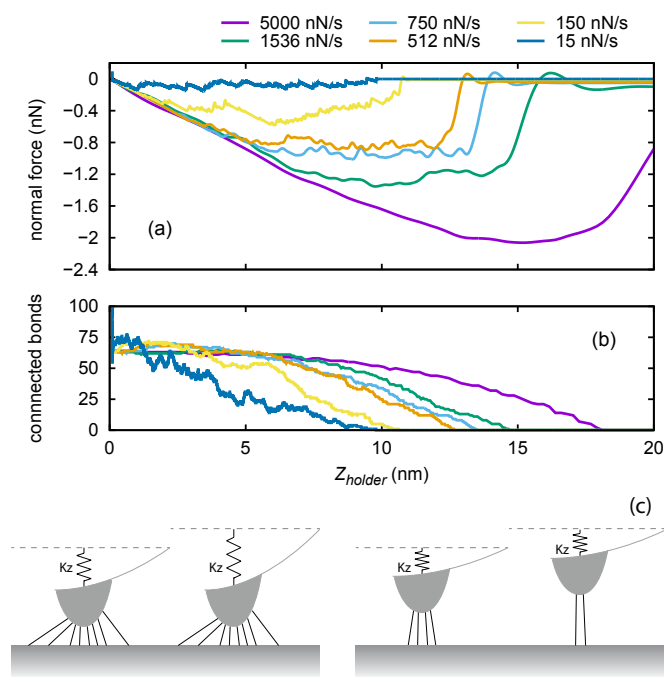 5000 nN/s 750 nN/s 150 nN/s
1536 nN/s 512 nN/s 15 nN/s
normal force (nN)
0
−0.4
−0.8
−1.2
−1.6
−2
−2.4
(a)
connnected bonds
100
75
50
25
0
(b)
0 5 10 15 20
Zholder (nm)
(c)
Kz Kz Kz Kz